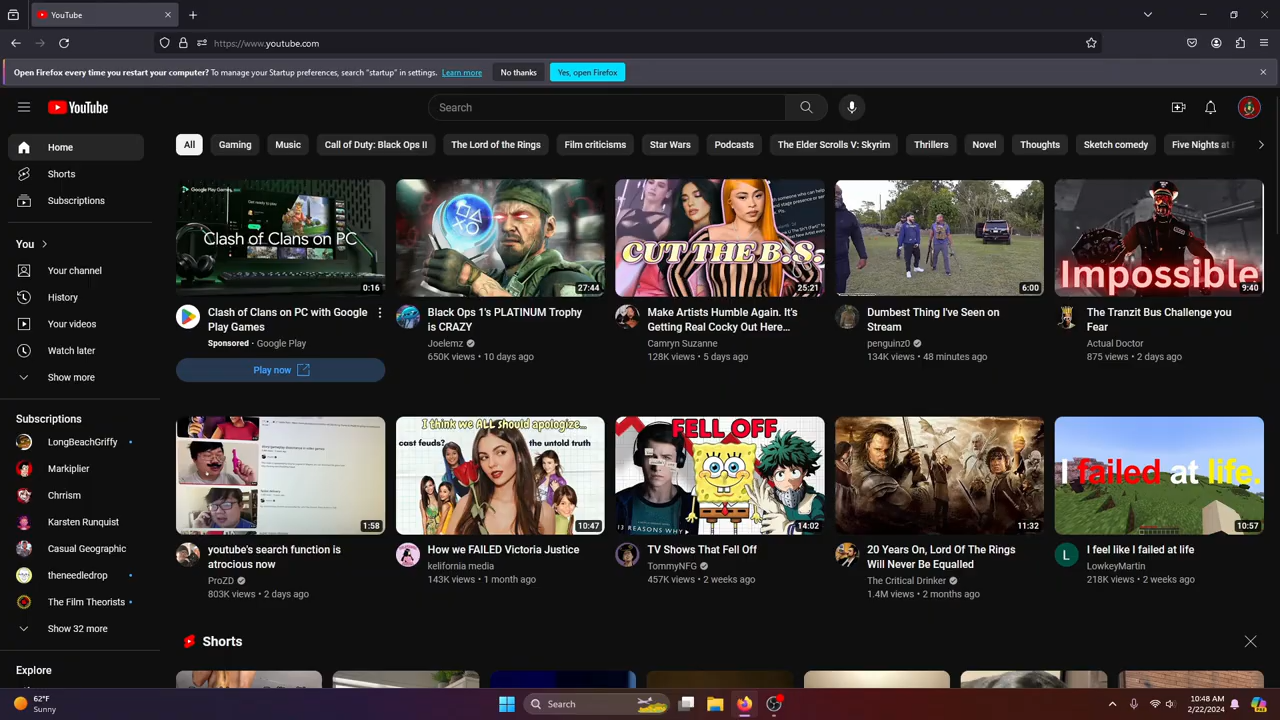 YouTube
https://www.youtube.com
Open Firefox every time you restart your computer? To manage your Startup preferences, search "startup" in settings. Learn more No thanks Yes, open Firefox
YouTube
Search
All Gaming Music Call of Duty: Black Ops II The Lord of the Rings Film criticisms Star Wars Podcasts The Elder Scrolls V: Skyrim Thrillers Novel Thoughts Sketch comedy Five Nights at
Home
Shorts
Subscriptions
You
Your channel
History
Your videos
Watch later
Show more
Subscriptions
LongBeachGriffy
Markiplier
Chrrism
Karsten Runquist
Casual Geographic
theneedledrop
The Film Theorists
Show 32 more
Explore
Google Play Games
Clash of Clans on PC
0:16
Clash of Clans on PC with Google
Play Games
Sponsored · Google Play
Play now
27:44
Black Ops 1's PLATINUM Trophy
is CRAZY
Joelemz
650K views • 10 days ago
CUT THE B.S.
25:21
Make Artists Humble Again. It's
Getting Real Cocky Out Here...
Camryn Suzanne
128K views • 5 days ago
6:00
Dumbest Thing I've Seen on
Stream
penguinz0
134K views • 48 minutes ago
Impossible
9:40
The Tranzit Bus Challenge you
Fear
Actual Doctor
875 views • 2 days ago
1:58
youtube's search function is
atrocious now
ProZD
803K views • 2 days ago
I think we ALL should apologize...
cast feuds?
the untold truth
10:47
How we FAILED Victoria Justice
kelifornia media
143K views • 1 month ago
FELL OFF
13 REASONS WHY
14:02
TV Shows That Fell Off
TommyNFG
457K views • 2 weeks ago
11:32
20 Years On, Lord Of The Rings
Will Never Be Equalled
The Critical Drinker
1.4M views • 2 months ago
I failed at life.
10:57
L
I feel like I failed at life
LowkeyMartin
218K views • 2 weeks ago
Shorts
62°F
Sunny
Search
10:48 AM
2/22/2024